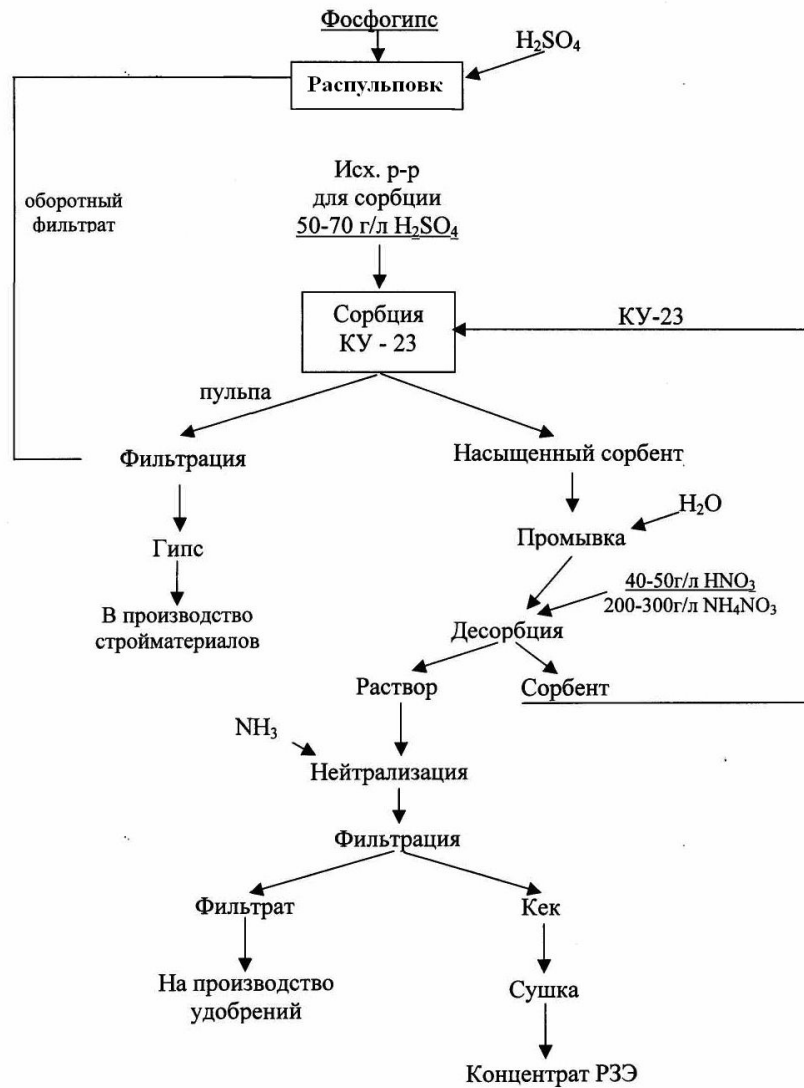 Фосфогипс
H₂SO₄
Распульповк
оборотный
фильтрат
Исх. р-р
для сорбции
50-70 г/л H₂SO₄
Сорбция
КУ - 23
КУ-23
пульпа
Фильтрация
Насыщенный сорбент
Гипс
H₂O
Промывка
В производство
стройматериалов
40-50г/л HNO₃
200-300г/л NH₄NO₃
Десорбция
Раствор
Сорбент
NH₃
Нейтрализация
Фильтрация
Фильтрат
Кек
На производство
удобрений
Сушка
Концентрат РЗЭ